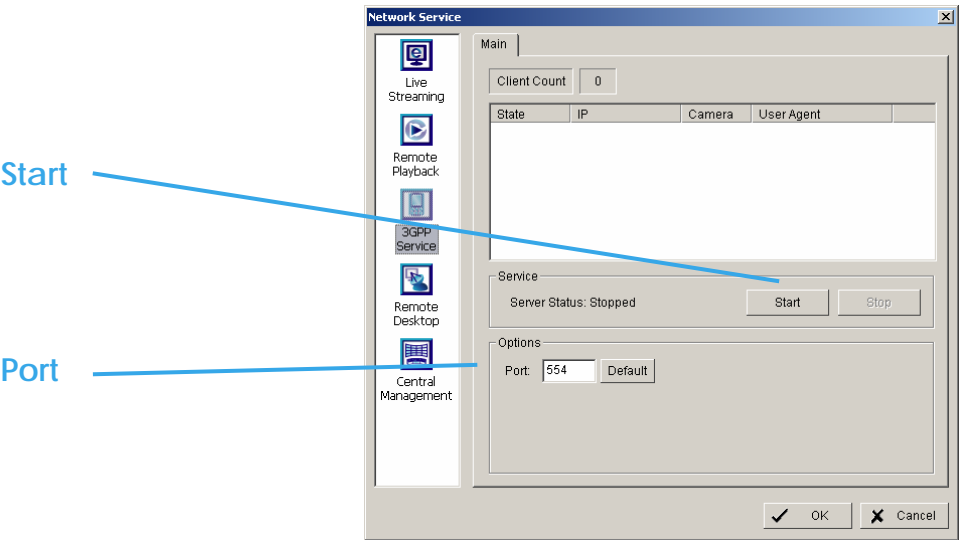 Network Service
Start
Port
Live
Streaming
Remote
Playback
3GPP
Service
Remote
Desktop
Central
Management
Main
Client Count 0
State IP Camera User Agent
Service
Server Status: Stopped Start Stop
Options
Port: 554 Default
OK Cancel